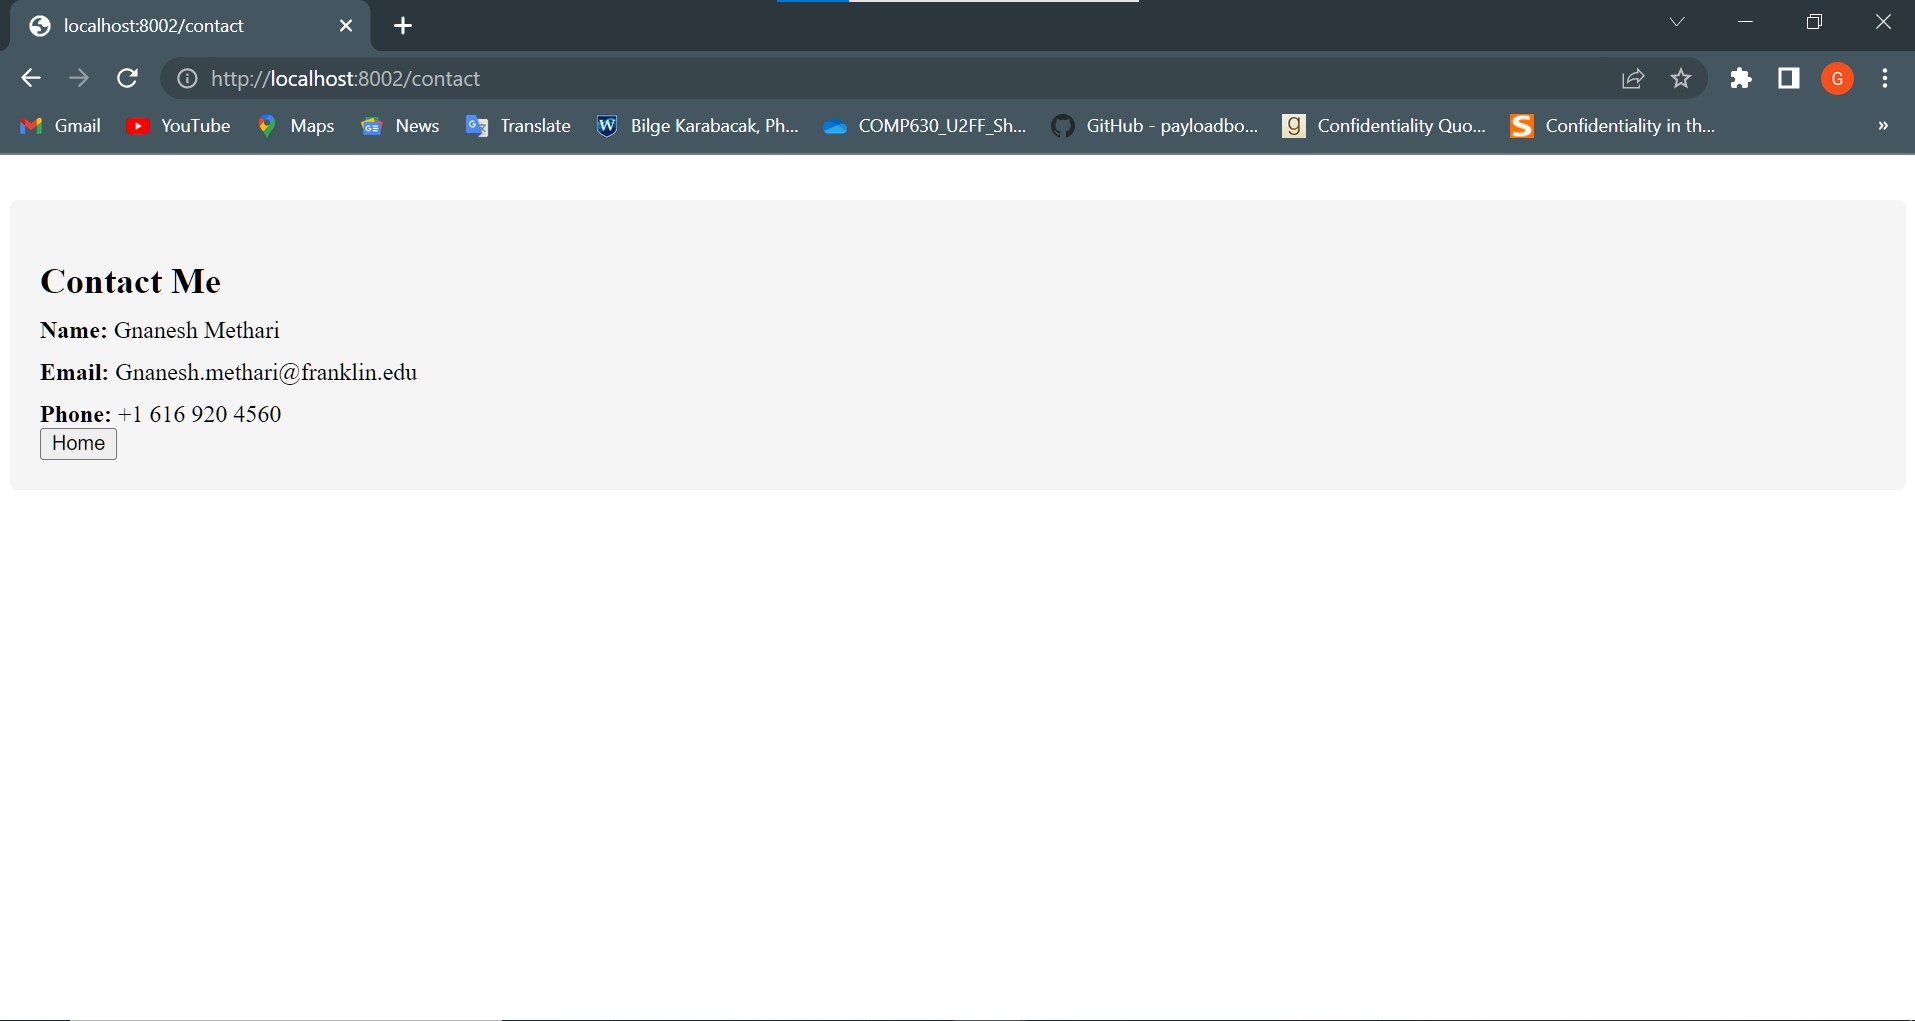 localhost:8002/contact
http://localhost:8002/contact
G
Gmail
YouTube
Maps
News
Translate
Bilge Karabacak, Ph...
COMP630_U2FF_Sh...
GitHub - payloadbo...
Confidentiality Quo...
Confidentiality in th...
»
Contact Me
Name: Gnanesh Methari
Email: Gnanesh.methari@franklin.edu
Phone: +1 616 920 4560
Home